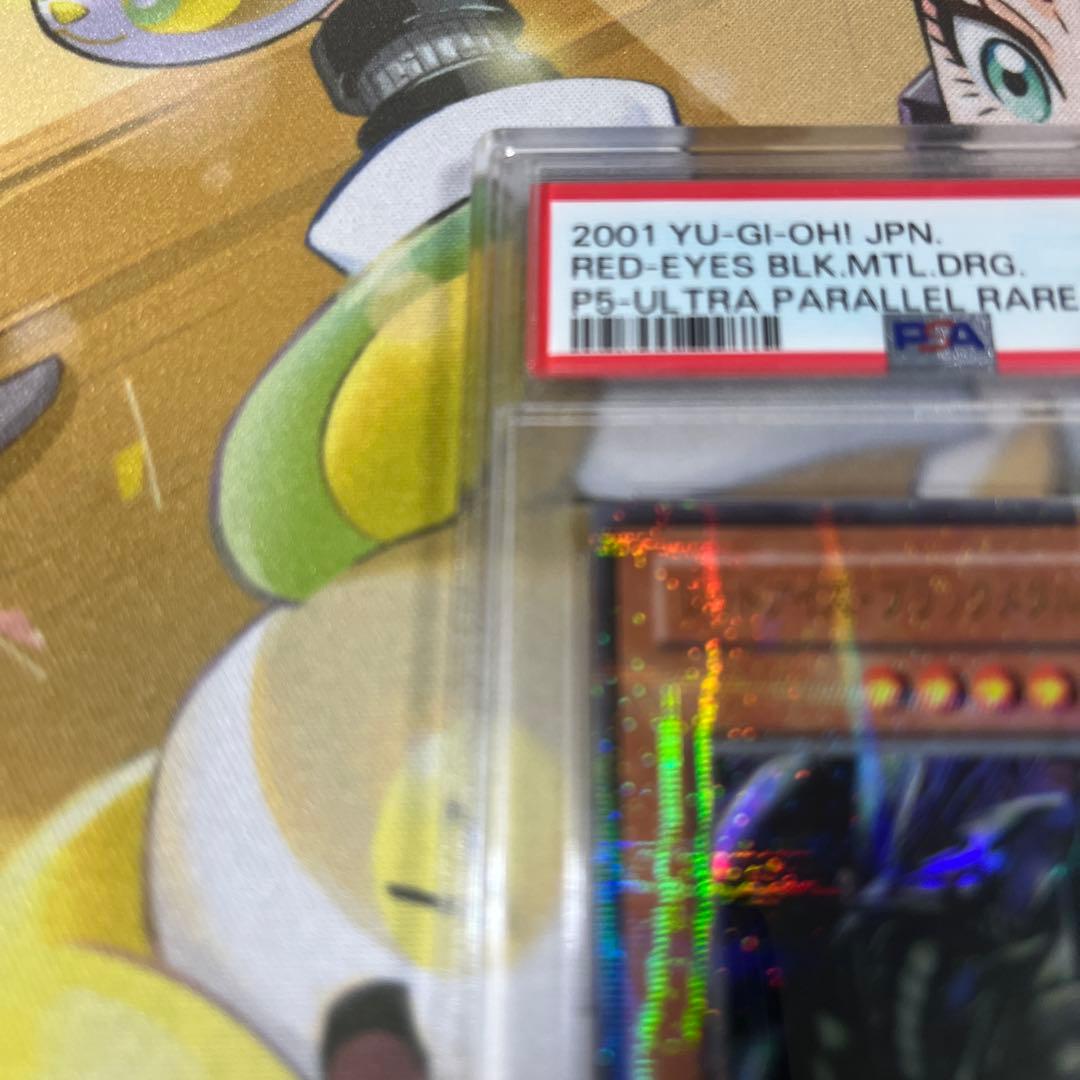 2001 YU-GI-OH! JPN.
RED-EYES BLK.MTL.DRG.
P5-ULTRA PARALLEL RARE
PSA